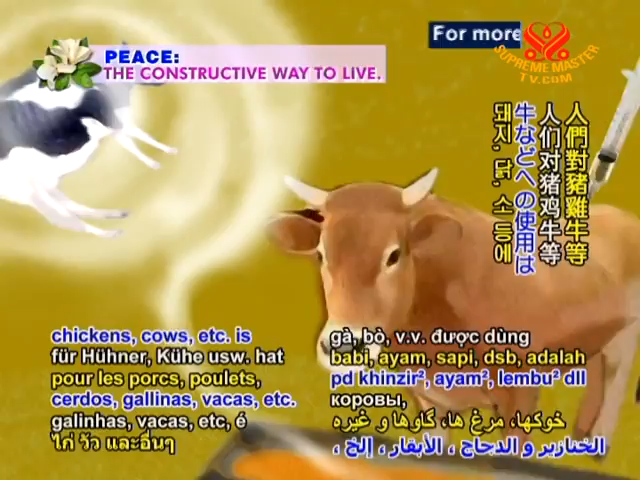 For more
SUPREME MASTER
TV.COM
PEACE:
THE CONSTRUCTIVE WAY TO LIVE.
人們對豬雞牛等
人们对猪鸡牛等
牛などへの使用は
돼지, 닭, 소 등에
chickens, cows, etc. is
für Hühner, Kühe usw. hat
pour les porcs, poulets,
cerdos, gallinas, vacas, etc.
galinhas, vacas, etc, é
ไก่ วัว และอื่นๆ
gà, bò, v.v. được dùng
babi, ayam, sapi, dsb, adalah
pd khinzir², ayam², lembu² dll
коровы,
خوکها، مرغ ها، گاوها و غیره
الخنازير و الدجاج ، الأبقار ، إلخ ،